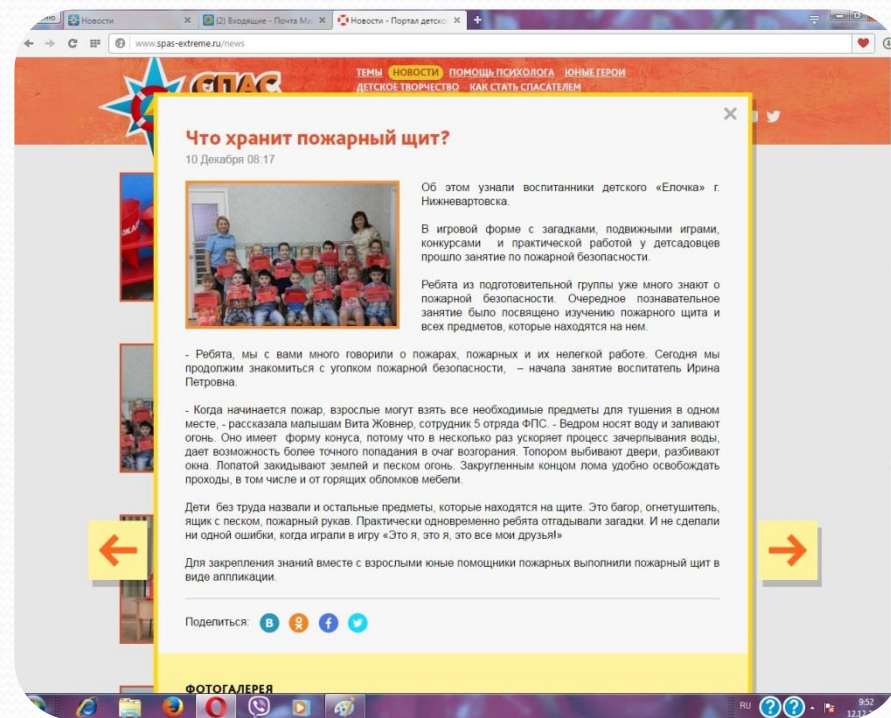 Новости
(2) Входящие - Почта Ma
Новости - Портал детско
www.spas-extreme.ru/news
СПАС
ТЕМЫ НОВОСТИ ПОМОЩЬ ПСИХОЛОГА ЮНЫЕ ГЕРОИ
ДЕТСКОЕ ТВОРЧЕСТВО КАК СТАТЬ СПАСАТЕЛЕМ
Что хранит пожарный щит?
10 Декабря 08:17
Об этом узнали воспитанники детского «Елочка» г.
Нижневартовска.
В игровой форме с загадками, подвижными играми,
конкурсами и практической работой у детсадовцев
прошло занятие по пожарной безопасности.
Ребята из подготовительной группы уже много знают о
пожарной безопасности. Очередное познавательное
занятие было посвящено изучению пожарного щита и
всех предметов, которые находятся на нем.
- Ребята, мы с вами много говорили о пожарах, пожарных и их нелегкой работе. Сегодня мы
продолжим знакомиться с уголком пожарной безопасности, – начала занятие воспитатель Ирина
Петровна.
- Когда начинается пожар, взрослые могут взять все необходимые предметы для тушения в одном
месте, - рассказала малышам Вита Жовнер, сотрудник 5 отряда ФПС. - Ведром носят воду и заливают
огонь. Оно имеет форму конуса, потому что в несколько раз ускоряет процесс зачерпывания воды,
дает возможность более точного попадания в очаг возгорания. Топором выбивают двери, разбивают
окна. Лопатой закидывают землей и песком огонь. Закругленным концом лома удобно освобождать
проходы, в том числе и от горящих обломков мебели.
Дети без труда назвали и остальные предметы, которые находятся на щите. Это багор, огнетушитель,
ящик с песком, пожарный рукав. Практически одновременно ребята отгадывали загадки. И не сделали
ни одной ошибки, когда играли в игру «Это я, это я, это все мои друзья!»
Для закрепления знаний вместе с взрослыми юные помощники пожарных выполнили пожарный щит в
виде аппликации.
Поделиться:
ФОТОГАЛЕРЕЯ
RU
9:52